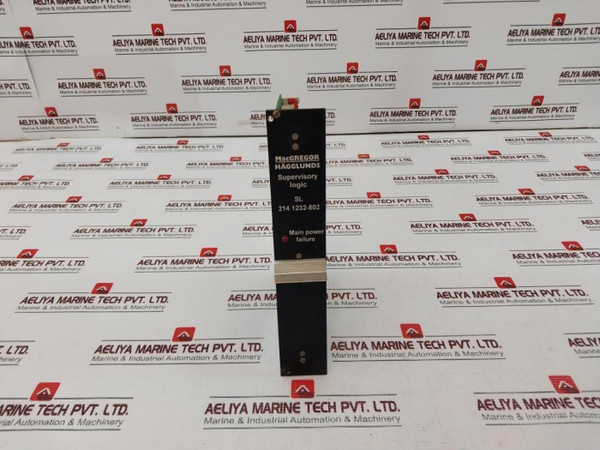 MacGREGOR
HÄGGLUNDS
Supervisory
logic
SL
214 1232-802
Main power
failure
AELIYA MARINE TECH PVT. LTD.
Marine & Industrial Automation & Machinery